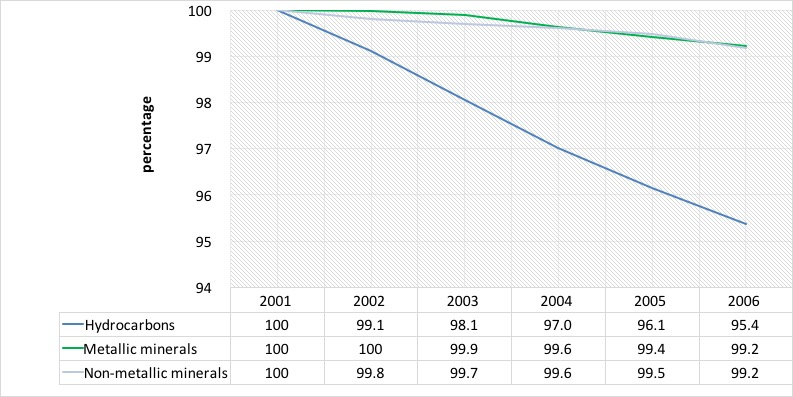 100
99
98
97
96
95
94
percentage
2001 2002 2003 2004 2005 2006
Hydrocarbons 100 99.1 98.1 97.0 96.1 95.4
Metallic minerals 100 100 99.9 99.6 99.4 99.2
Non-metallic minerals 100 99.8 99.7 99.6 99.5 99.2